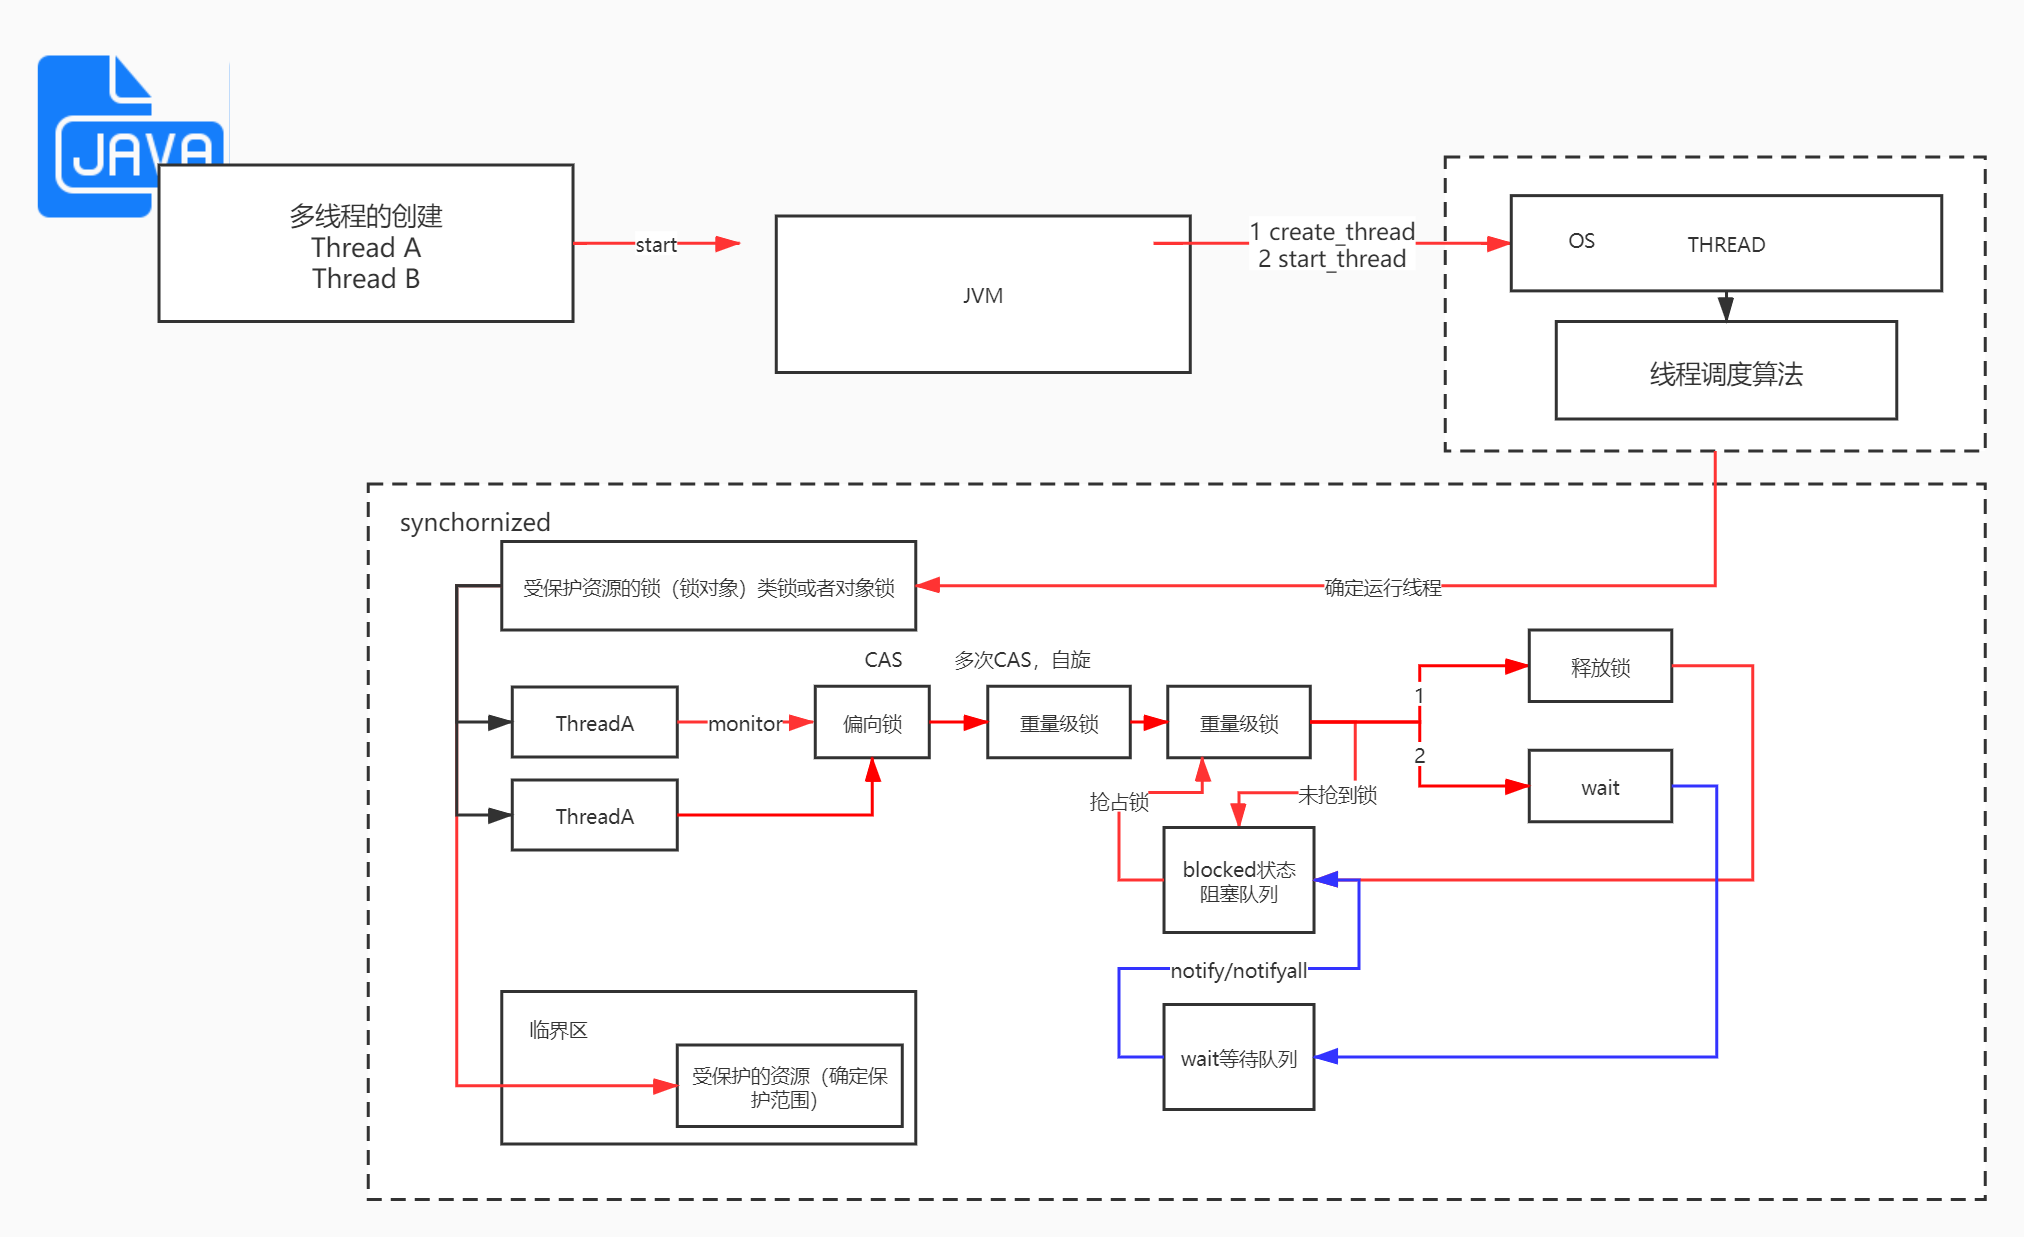 JAVA
多线程的创建
Thread A
Thread B
start
JVM
1 create_thread
2 start_thread
OS
THREAD
线程调度算法
synchornized
受保护资源的锁（锁对象）类锁或者对象锁
确定运行线程
CAS
多次CAS，自旋
ThreadA
monitor
偏向锁
重量级锁
重量级锁
1
2
释放锁
wait
ThreadA
抢占锁
未抢到锁
blocked状态
阻塞队列
notify/notifyall
wait等待队列
临界区
受保护的资源（确定保
护范围）